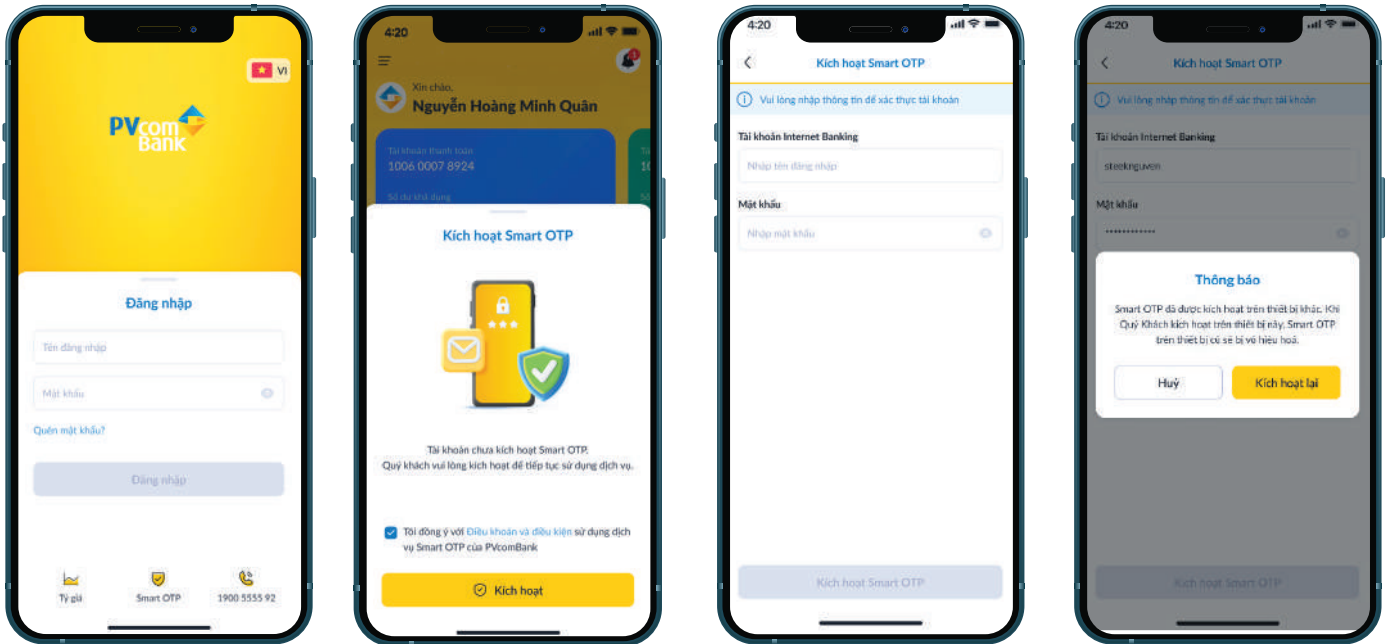 VI
PVcom
Bank
Đăng nhập
Tên đăng nhập
Mật khẩu
Quên mật khẩu?
Đăng nhập
Tỷ giá
Smart OTP
1900 5555 92
4:20
1
Xin chào,
Nguyễn Hoàng Minh Quân
Tài khoản thanh toán
1006 0007 8924
Số dư khả dụng
Kích hoạt Smart OTP
Tài khoản chưa kích hoạt Smart OTP.
Quý khách vui lòng kích hoạt để tiếp tục sử dụng dịch vụ.
Tôi đồng ý với Điều khoản và điều kiện sử dụng dịch
vụ Smart OTP của PVcomBank
Kích hoạt
4:20
Kích hoạt Smart OTP
Vui lòng nhập thông tin để xác thực tài khoản
Tài khoản Internet Banking
Nhập tên đăng nhập
Mật khẩu
Nhập mật khẩu
Kích hoạt Smart OTP
4:20
Kích hoạt Smart OTP
Vui lòng nhập thông tin để xác thực tài khoản
Tài khoản Internet Banking
steeknguyen
Mật khẩu
••••••••••••
Thông báo
Smart OTP đã được kích hoạt trên thiết bị khác. Khi
Quý Khách kích hoạt trên thiết bị này, Smart OTP
trên thiết bị cũ sẽ bị vô hiệu hoá.
Huỷ
Kích hoạt lại
Kích hoạt Smart OTP